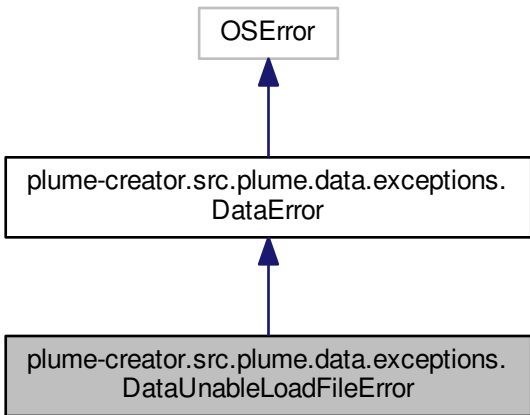 OSError
plume-creator.src.plume.data.exceptions.
DataError
plume-creator.src.plume.data.exceptions.
DataUnableLoadFileError